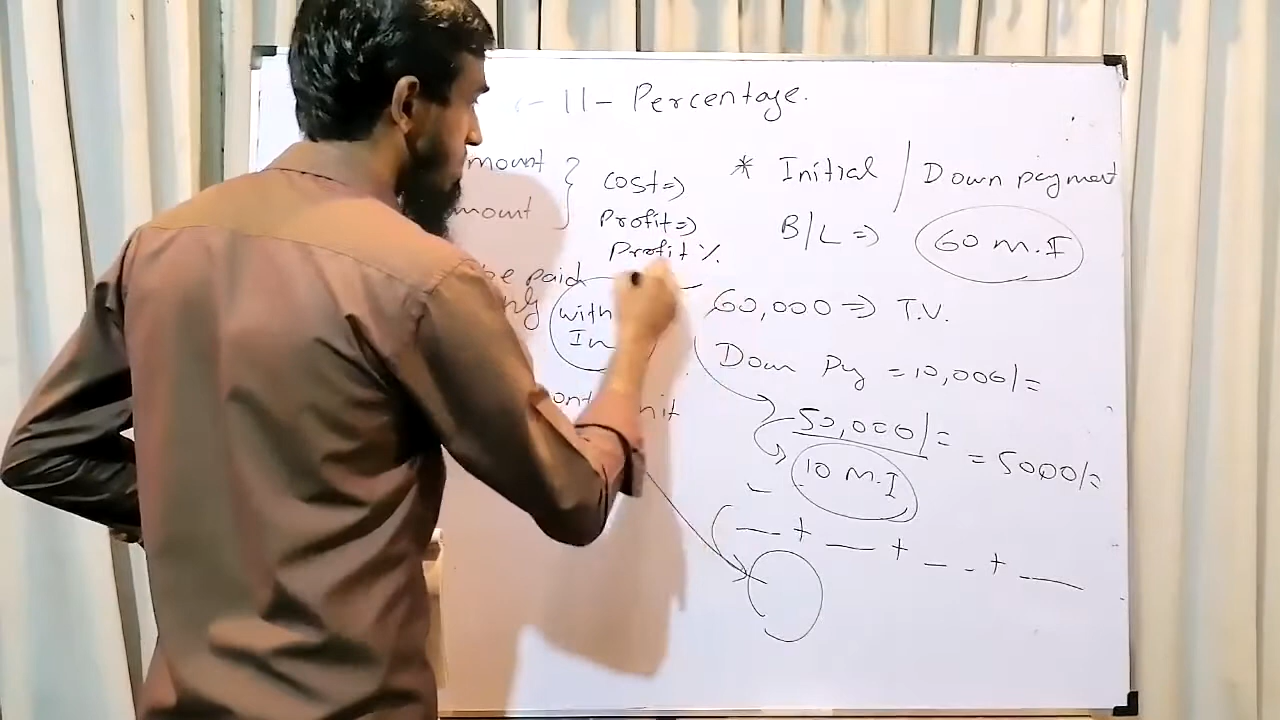 - 11 - Percentage.
mount
mount
Cost=>
Profit=>
Profit %
be paid
with
In
* Initial / Down payment
B/L => 60 M.I
60,000 => T.V.
Down Py = 10,000/=
50,000/=
10 M.I = 5000/=
— + — + — + —